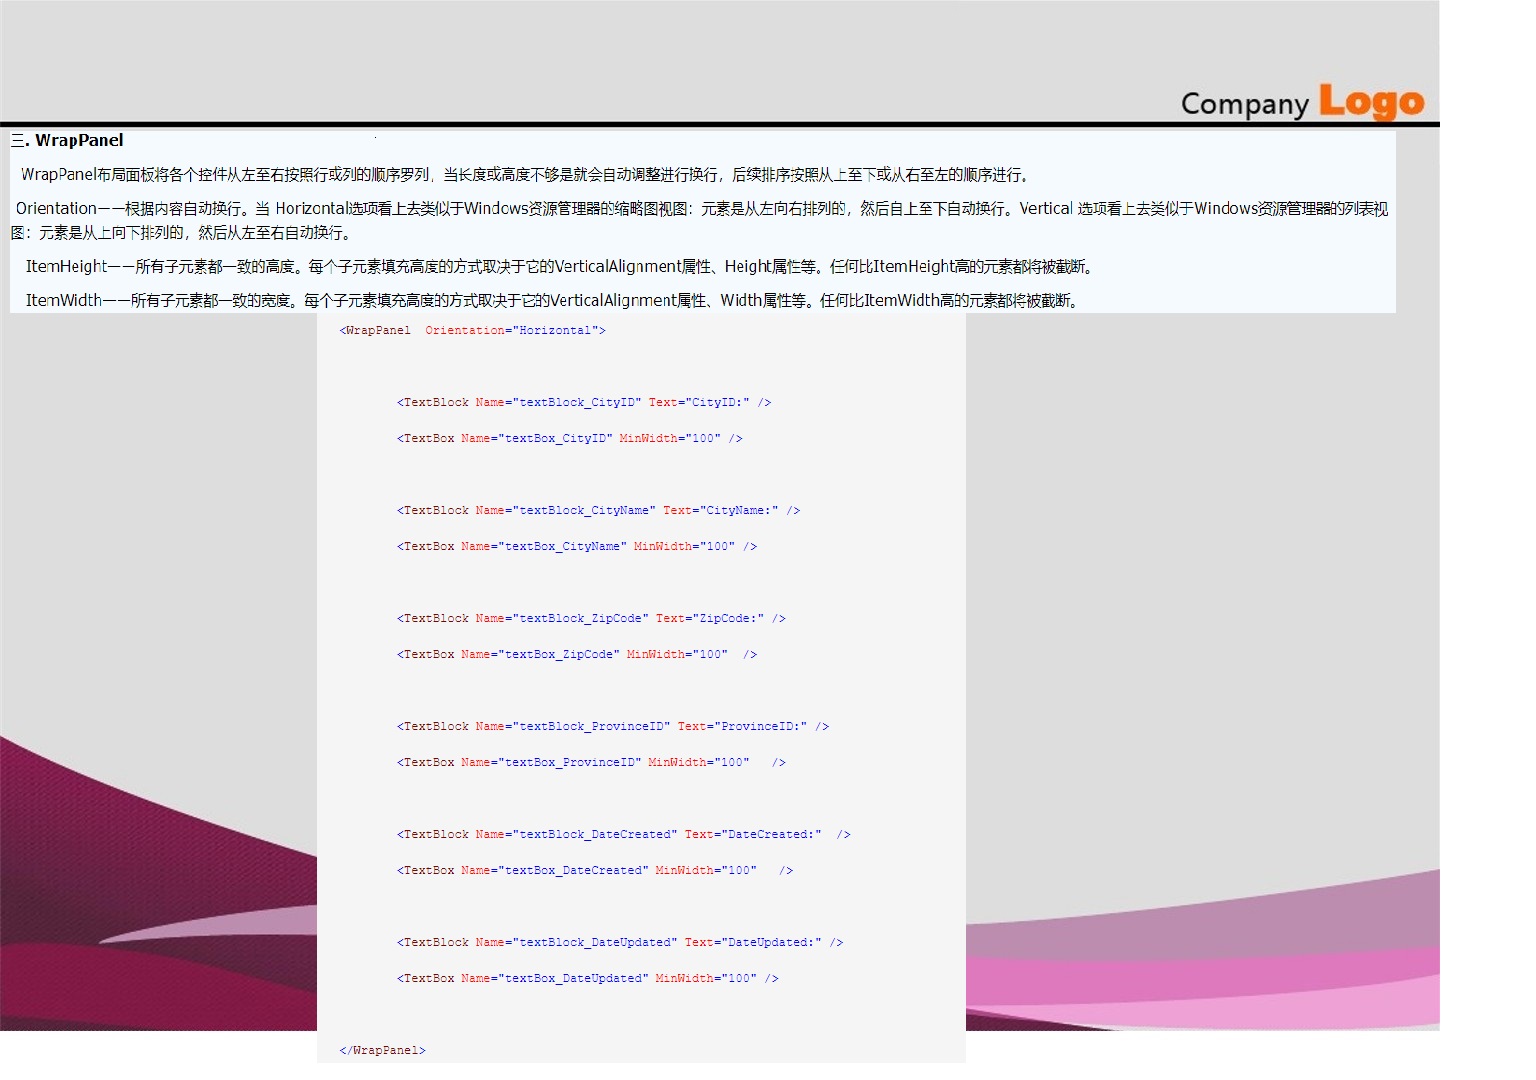 Company Logo
三. WrapPanel
WrapPanel布局面板将各个控件从左至右按照行或列的顺序罗列，当长度或高度不够是就会自动调整进行换行，后续排序按照从上至下或从右至左的顺序进行。
Orientation——根据内容自动换行。当 Horizontal选项看上去类似于Windows资源管理器的缩略图视图：元素是从左向右排列的，然后自上至下自动换行。Vertical 选项看上去类似于Windows资源管理器的列表视
图：元素是从上向下排列的，然后从左至右自动换行。
ItemHeight——所有子元素都一致的高度。每个子元素填充高度的方式取决于它的VerticalAlignment属性、Height属性等。任何比ItemHeight高的元素都将被截断。
ItemWidth——所有子元素都一致的宽度。每个子元素填充高度的方式取决于它的VerticalAlignment属性、Width属性等。任何比ItemWidth高的元素都将被截断。
<WrapPanel  Orientation="Horizontal">
<TextBlock Name="textBlock_CityID" Text="CityID:" />
<TextBox Name="textBox_CityID" MinWidth="100" />
<TextBlock Name="textBlock_CityName" Text="CityName:" />
<TextBox Name="textBox_CityName" MinWidth="100" />
<TextBlock Name="textBlock_ZipCode" Text="ZipCode:" />
<TextBox Name="textBox_ZipCode" MinWidth="100"  />
<TextBlock Name="textBlock_ProvinceID" Text="ProvinceID:" />
<TextBox Name="textBox_ProvinceID" MinWidth="100"   />
<TextBlock Name="textBlock_DateCreated" Text="DateCreated:"  />
<TextBox Name="textBox_DateCreated" MinWidth="100"   />
<TextBlock Name="textBlock_DateUpdated" Text="DateUpdated:" />
<TextBox Name="textBox_DateUpdated" MinWidth="100" />
</WrapPanel>